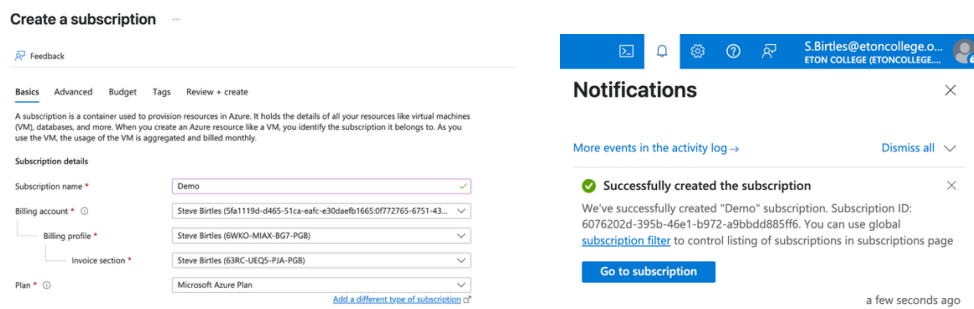 Create a subscription ...
Feedback
Basics Advanced Budget Tags Review + create
A subscription is a container used to provision resources in Azure. It holds the details of all your resources like virtual machines
(VM), databases, and more. When you create an Azure resource like a VM, you identify the subscription it belongs to. As you
use the VM, the usage of the VM is aggregated and billed monthly.
Subscription details
Subscription name * Demo
Billing account * Steve Birtles (5fa1119d-d465-51ca-eafc-e30daefb1665:0f772765-6751-43...
Billing profile * Steve Birtles (6WKO-MIAX-BG7-PGB)
Invoice section * Steve Birtles (63RC-UEQ5-PJA-PGB)
Plan * Microsoft Azure Plan
Add a different type of subscription
S.Birtles@etoncollege.o...
ETON COLLEGE (ETONCOLLEGE....
Notifications
More events in the activity log → Dismiss all
Successfully created the subscription
We've successfully created "Demo" subscription. Subscription ID:
6076202d-395b-46e1-b972-a9bbdd885ff6. You can use global
subscription filter to control listing of subscriptions in subscriptions page
Go to subscription
a few seconds ago